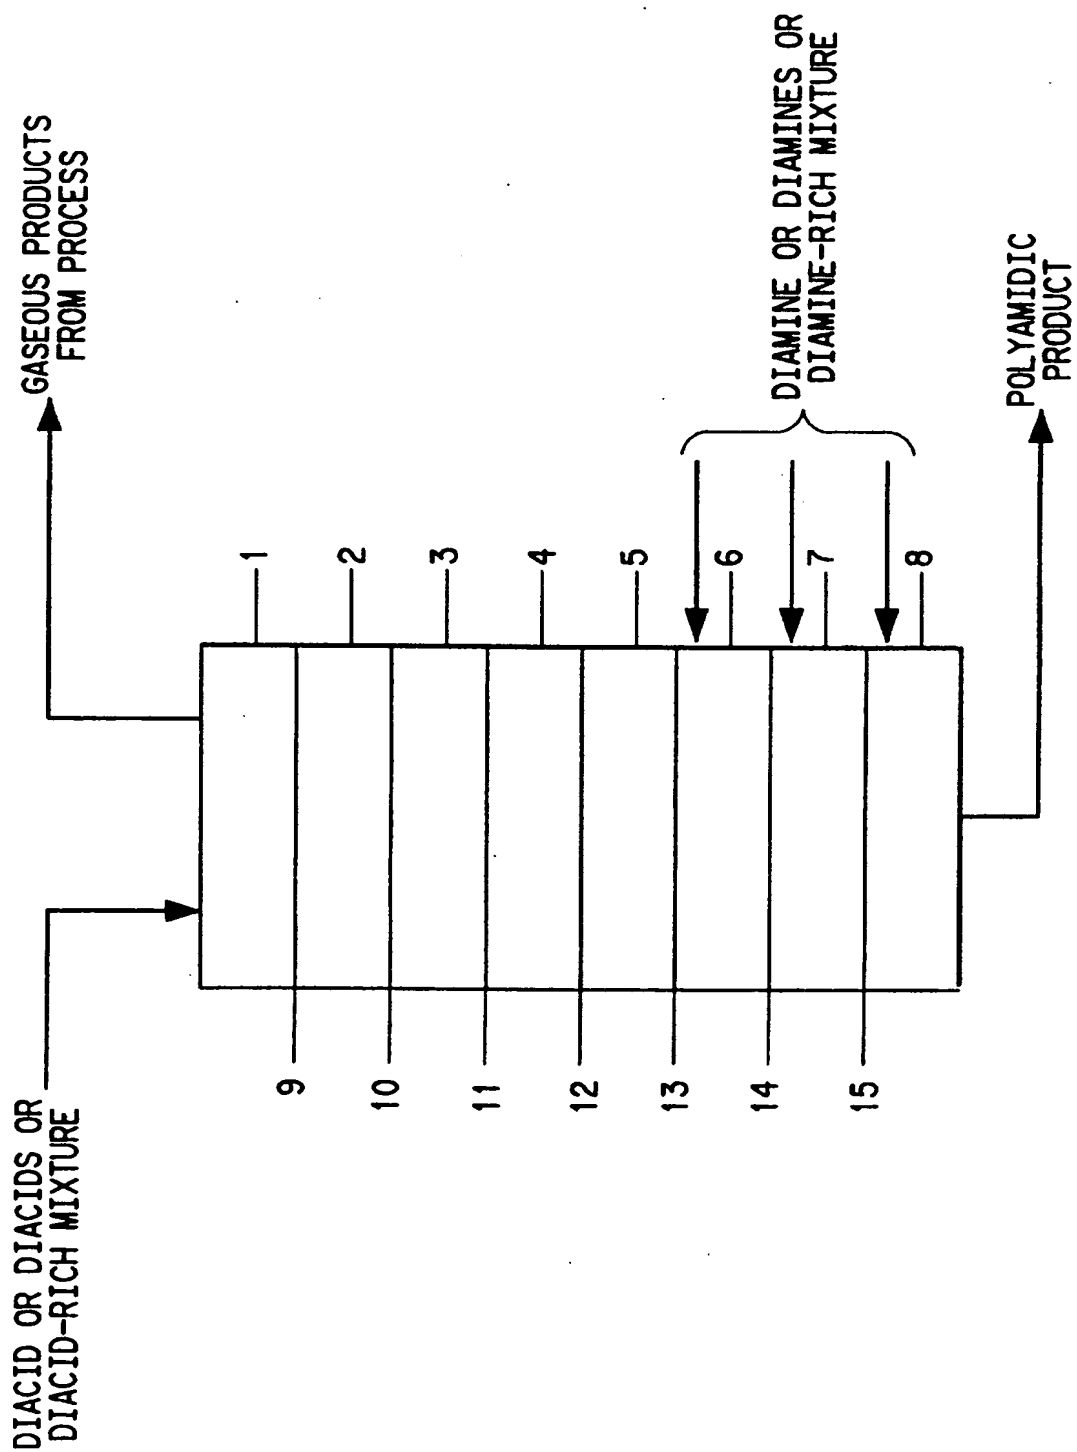 DIACID OR DIACIDS OR
DIACID-RICH MIXTURE
GASEOUS PRODUCTS
FROM PROCESS
1
2
3
4
5
6
7
8
9
10
11
12
13
14
15
DIAMINE OR DIAMINES OR
DIAMINE-RICH MIXTURE
POLYAMIDIC
PRODUCT